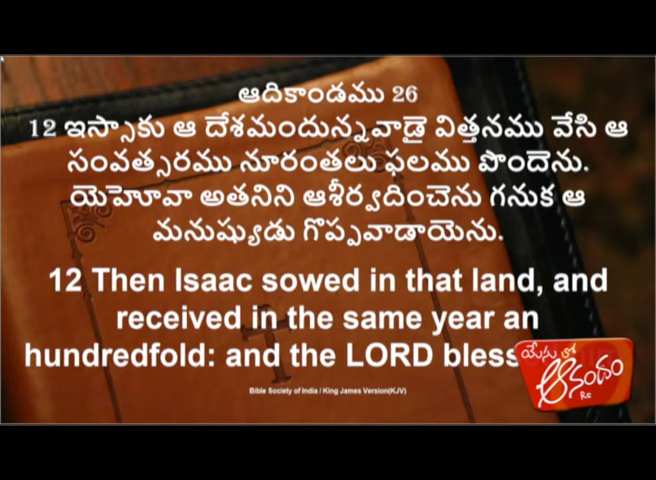 ఆదికాండము 26
12 ఇస్సాకు ఆ దేశమందున్నవాడై విత్తనము వేసి ఆ
సంవత్సరము నూరంతలు ఫలము పొందెను.
యెహోవా అతనిని ఆశీర్వదించెను గనుక ఆ
మనుష్యుడు గొప్పవాడాయెను.
12 Then Isaac sowed in that land, and
received in the same year an
hundredfold: and the LORD bless
Bible Society of India / King James Version(KJV)
యేసు లో
ఆనందం
Re